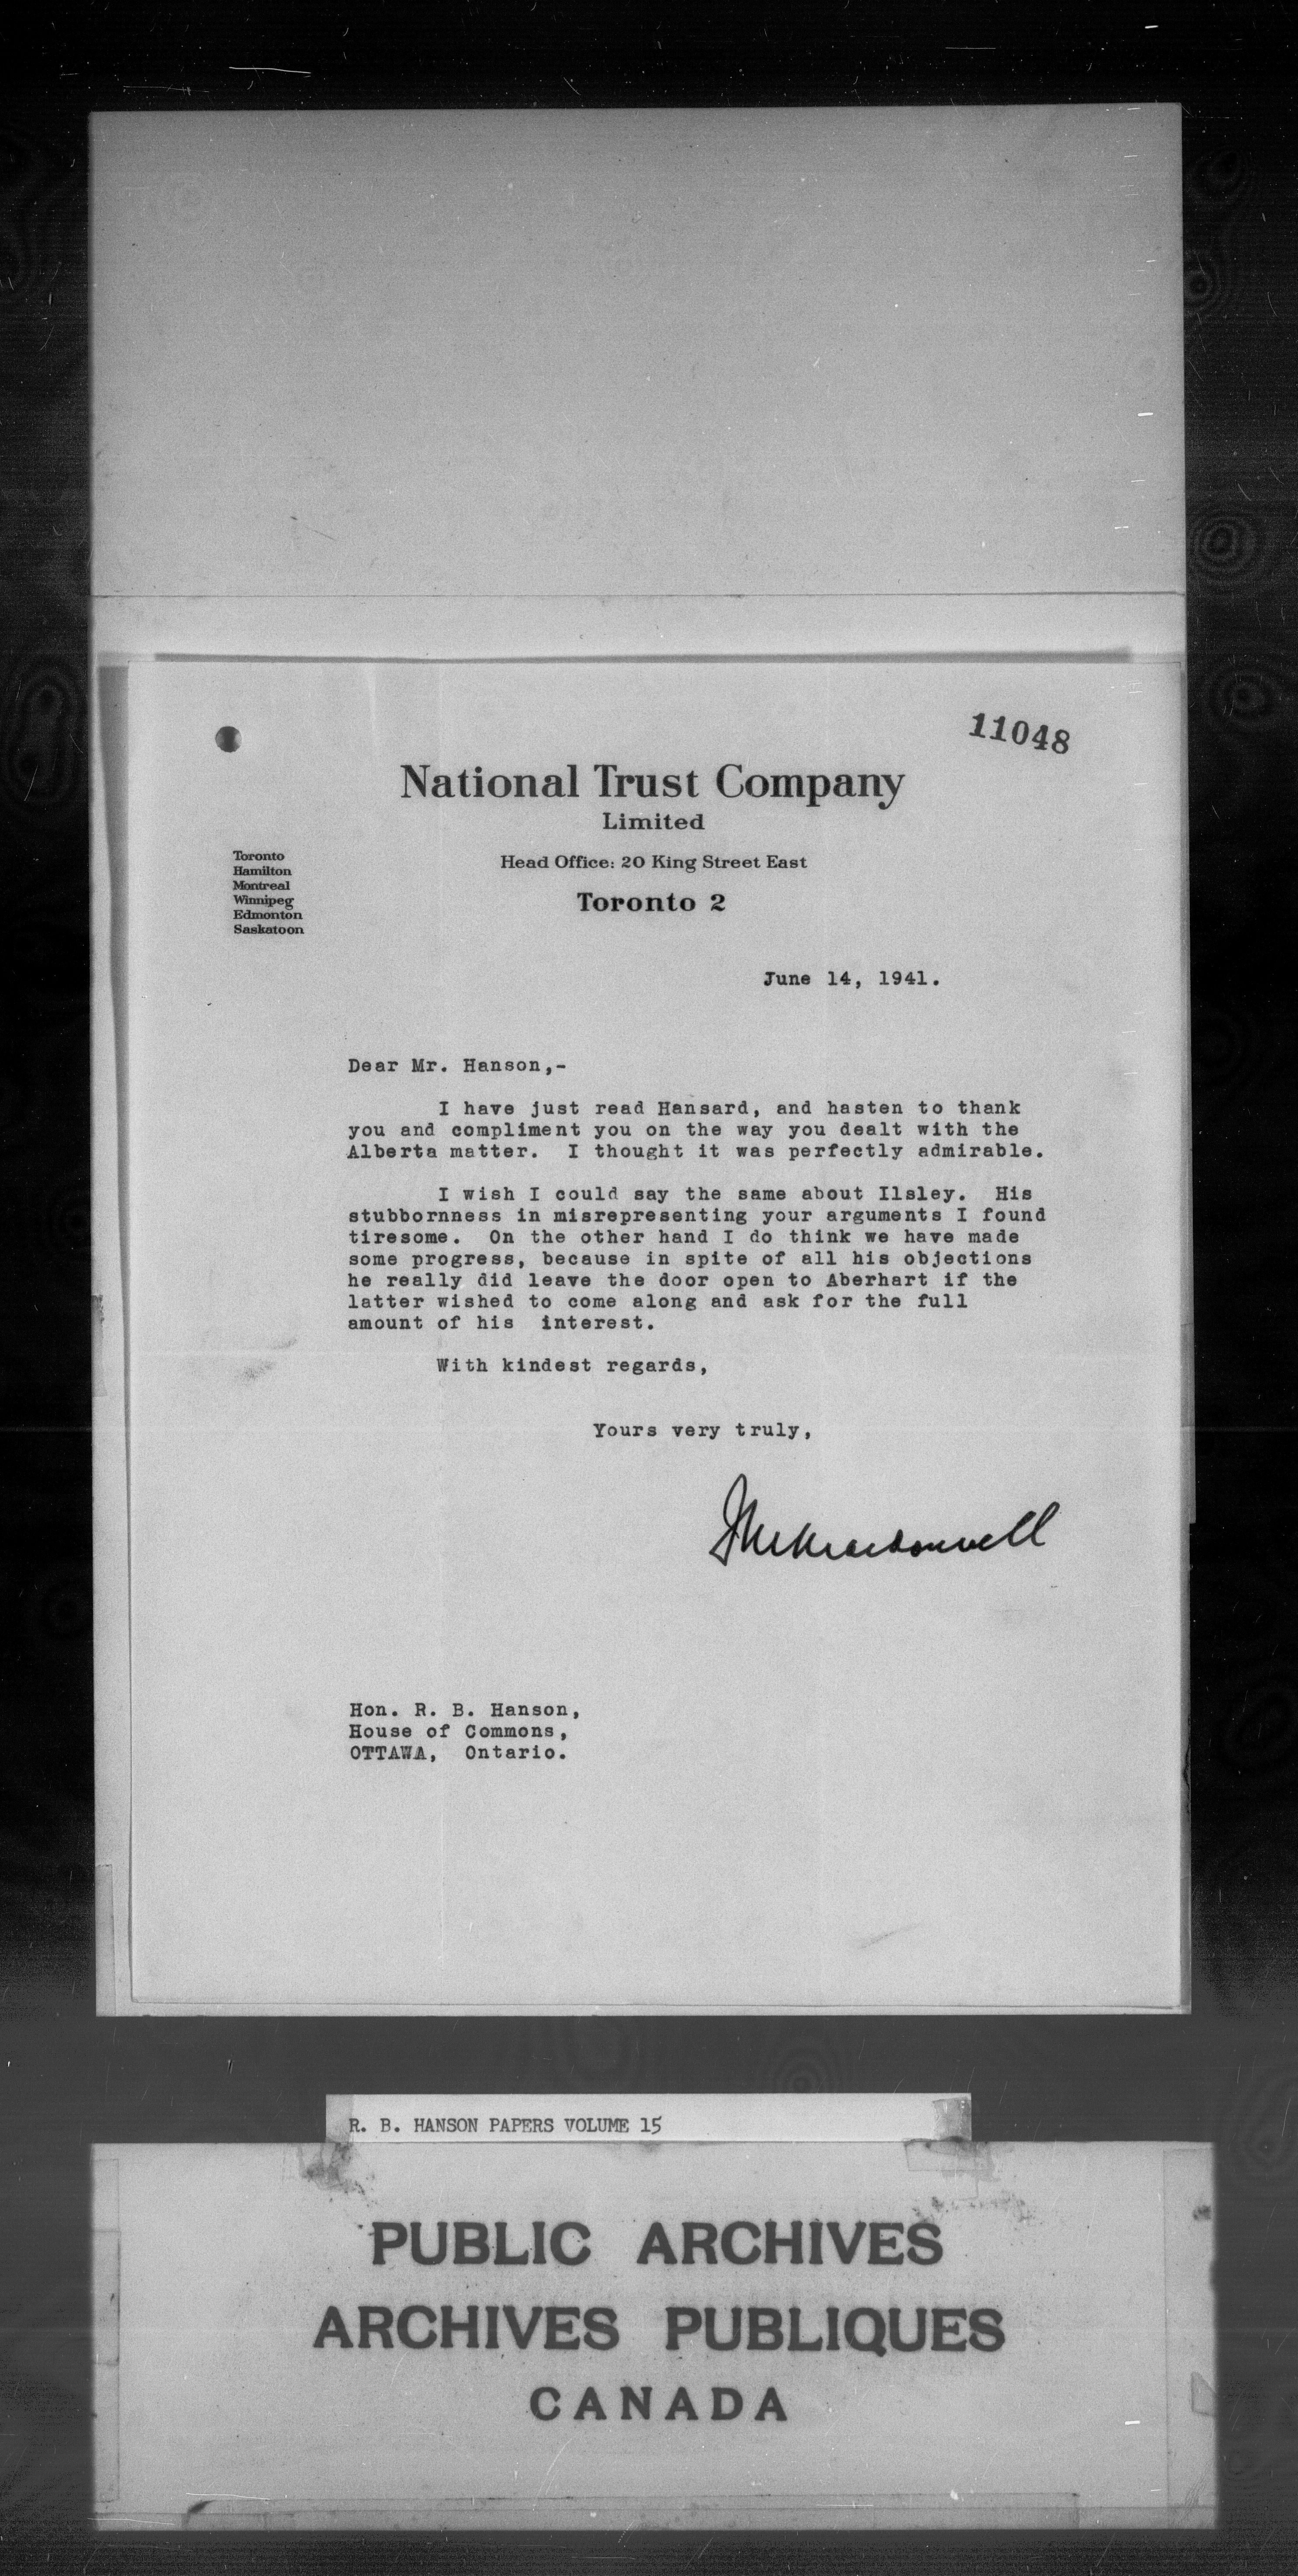 11048
National Trust Company
Limited
Head Office: 20 King Street East
Toronto 2
Toronto
Hamilton
Montreal
Winnipeg
Edmonton
Saskatoon
June 14, 1941.
Dear Mr. Hanson,-
I have just read Hansard, and hasten to thank
you and compliment you on the way you dealt with the
Alberta matter.  I thought it was perfectly admirable.
I wish I could say the same about Ilsley.  His
stubbornness in misrepresenting your arguments I found
tiresome.  On the other hand I do think we have made
some progress, because in spite of all his objections
he really did leave the door open to Aberhart if the
latter wished to come along and ask for the full
amount of his  interest.
With kindest regards,
Yours very truly,
JMMacdonnell
Hon. R. B. Hanson,
House of Commons,
OTTAWA,  Ontario.
R. B. HANSON PAPERS VOLUME 15
PUBLIC ARCHIVES
ARCHIVES PUBLIQUES
CANADA